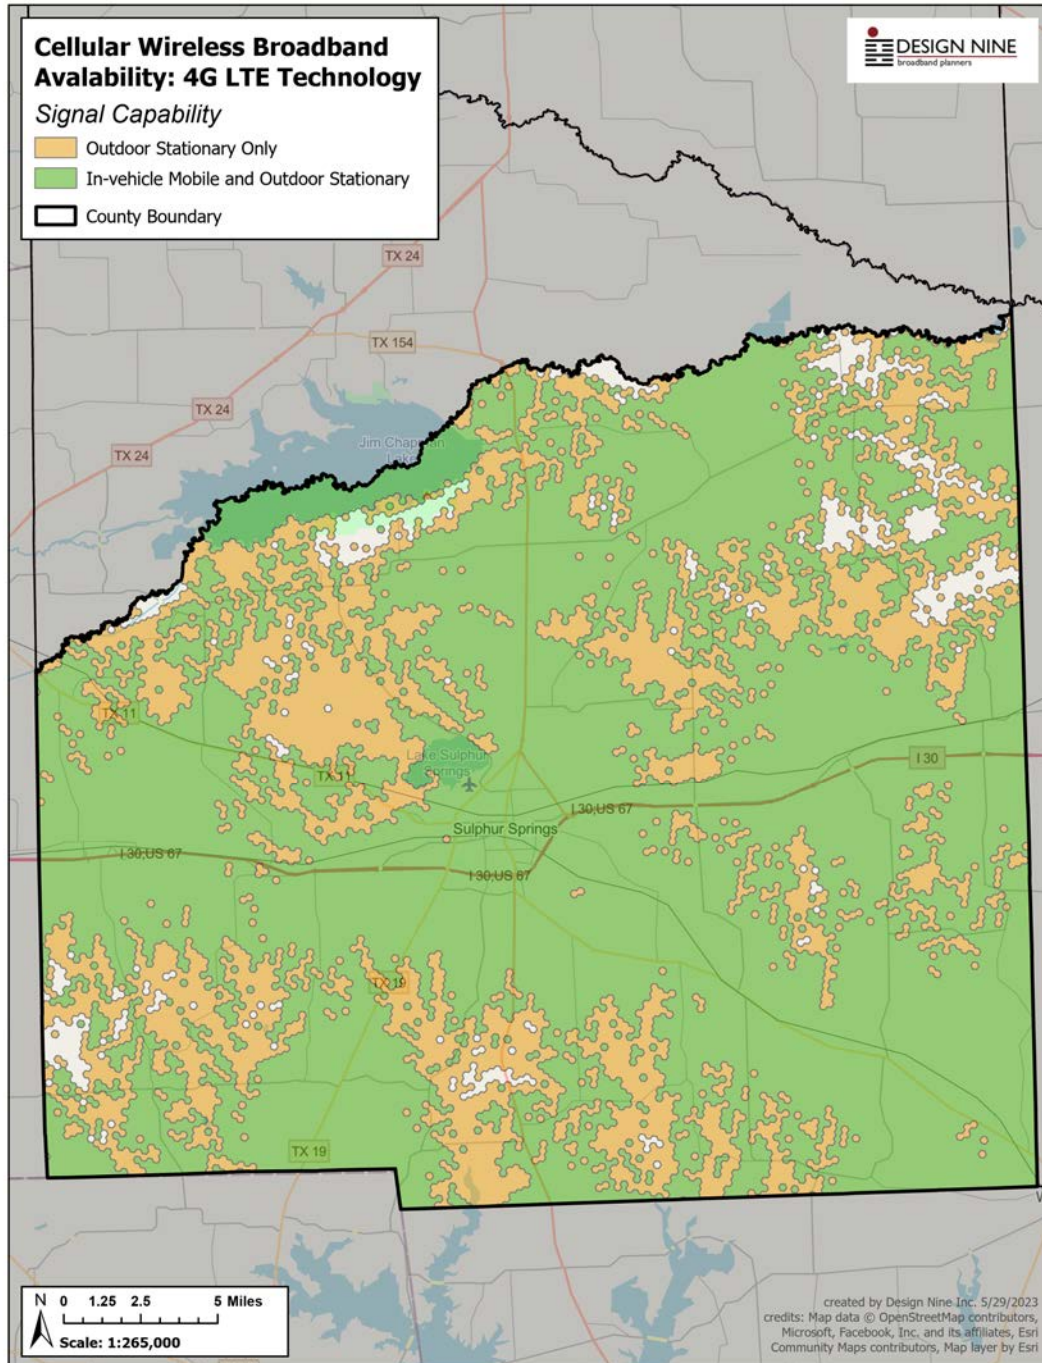 Cellular Wireless Broadband
Avalability: 4G LTE Technology
Signal Capability
Outdoor Stationary Only
In-vehicle Mobile and Outdoor Stationary
County Boundary
DESIGN NINE
broadband planners
TX 24
TX 154
TX 24
TX 24
Jim Chapman
Lake
TX 11
Lake Sulphur
Springs
TX 11
I 30
I 30;US 67
Sulphur Springs
I 30;US 67
I 30;US 67
TX 19
TX 19
W
N 0 1.25 2.5 5 Miles
Scale: 1:265,000
created by Design Nine Inc. 5/29/2023
credits: Map data © OpenStreetMap contributors,
Microsoft, Facebook, Inc. and its affiliates, Esri
Community Maps contributors, Map layer by Esri